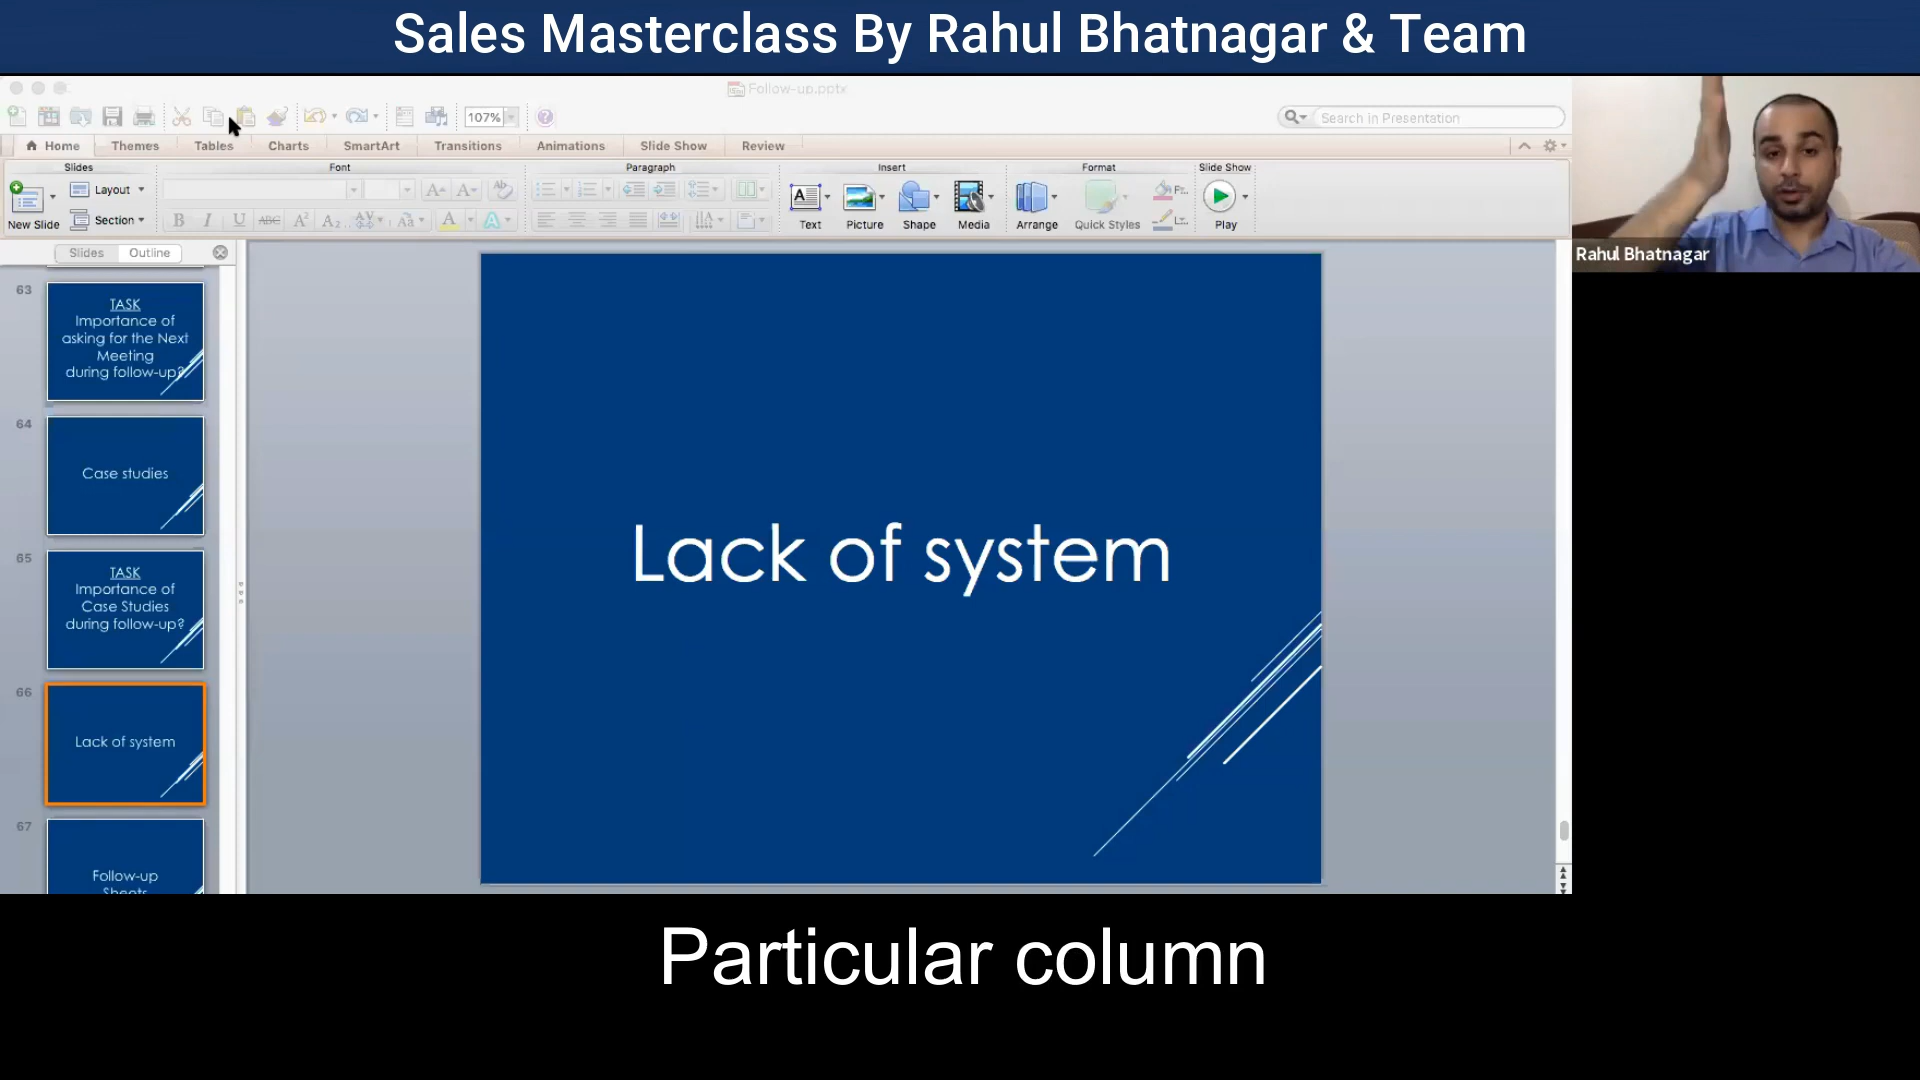 Sales Masterclass By Rahul Bhatnagar & Team
Follow-up.pptx
107%
Search in Presentation
Home
Themes
Tables
Charts
SmartArt
Transitions
Animations
Slide Show
Review
Slides
Font
Paragraph
Insert
Format
Slide Show
New Slide
Layout
Section
Text
Picture
Shape
Media
Arrange
Quick Styles
Play
Rahul Bhatnagar
Slides
Outline
63
TASK
Importance of
asking for the Next
Meeting
during follow-up?
64
Case studies
65
TASK
Importance of
Case Studies
during follow-up?
66
Lack of system
67
Follow-up
Sheets
Lack of system
Particular column